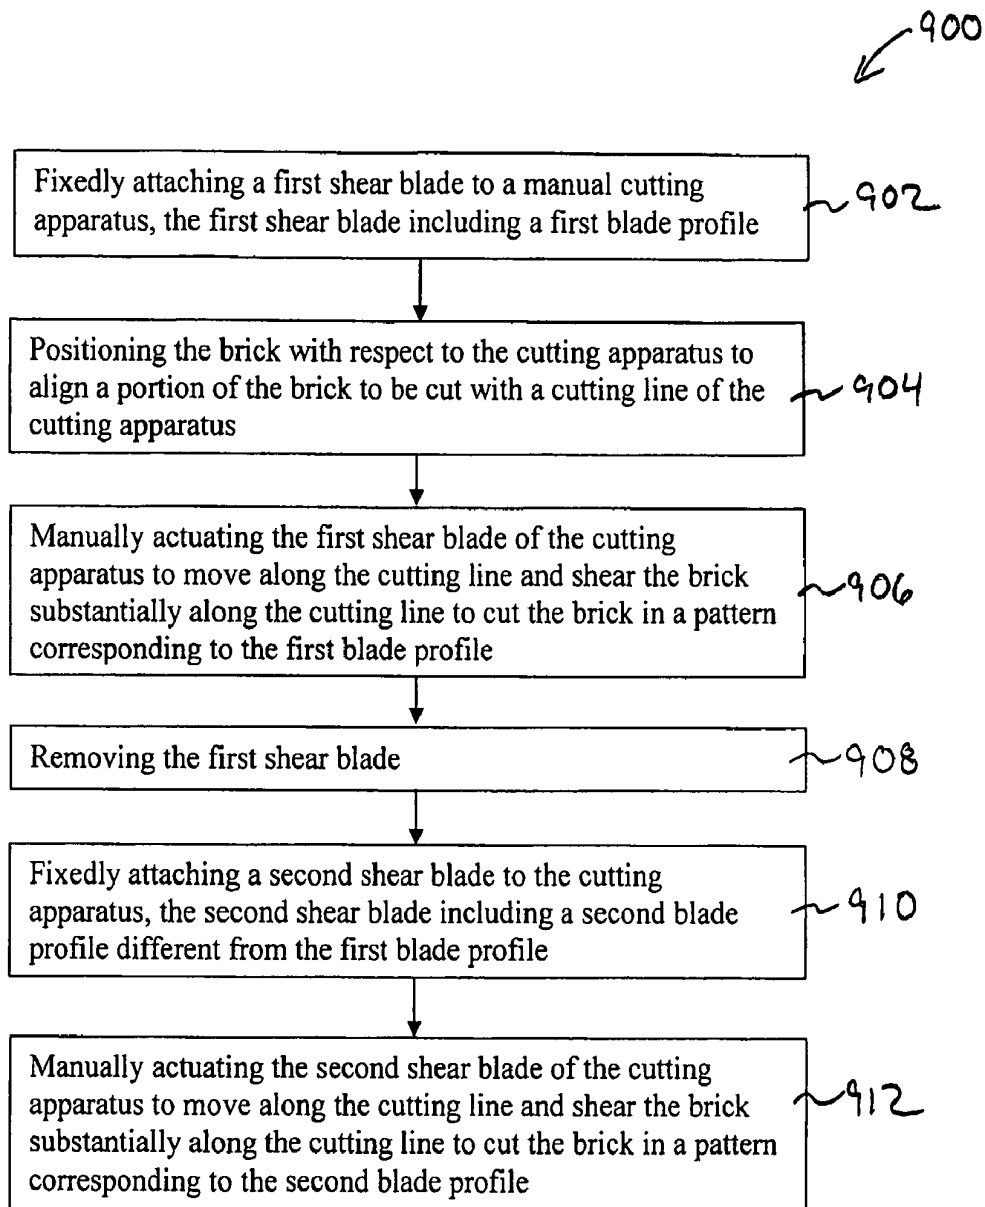 900
Fixedly attaching a first shear blade to a manual cutting
apparatus, the first shear blade including a first blade profile
902
Positioning the brick with respect to the cutting apparatus to
align a portion of the brick to be cut with a cutting line of the
cutting apparatus
904
Manually actuating the first shear blade of the cutting
apparatus to move along the cutting line and shear the brick
substantially along the cutting line to cut the brick in a pattern
corresponding to the first blade profile
906
Removing the first shear blade
908
Fixedly attaching a second shear blade to the cutting
apparatus, the second shear blade including a second blade
profile different from the first blade profile
910
Manually actuating the second shear blade of the cutting
apparatus to move along the cutting line and shear the brick
substantially along the cutting line to cut the brick in a pattern
corresponding to the second blade profile
912